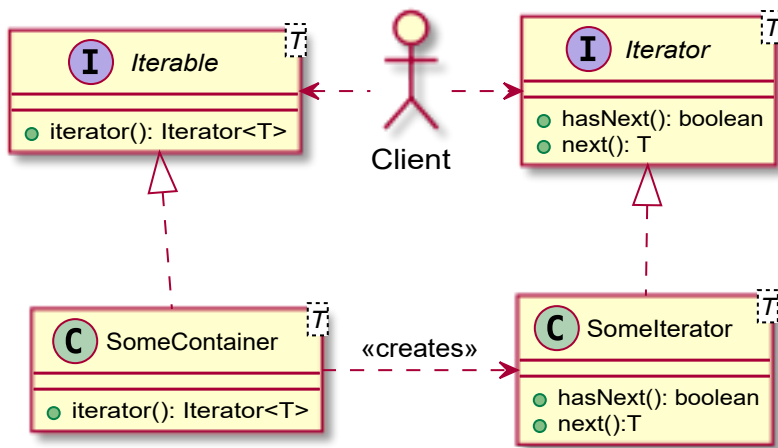 I Iterable T
iterator(): Iterator<T>
Client
I Iterator T
hasNext(): boolean
next(): T
C SomeContainer T
iterator(): Iterator<T>
«creates»
C SomeIterator T
hasNext(): boolean
next():T